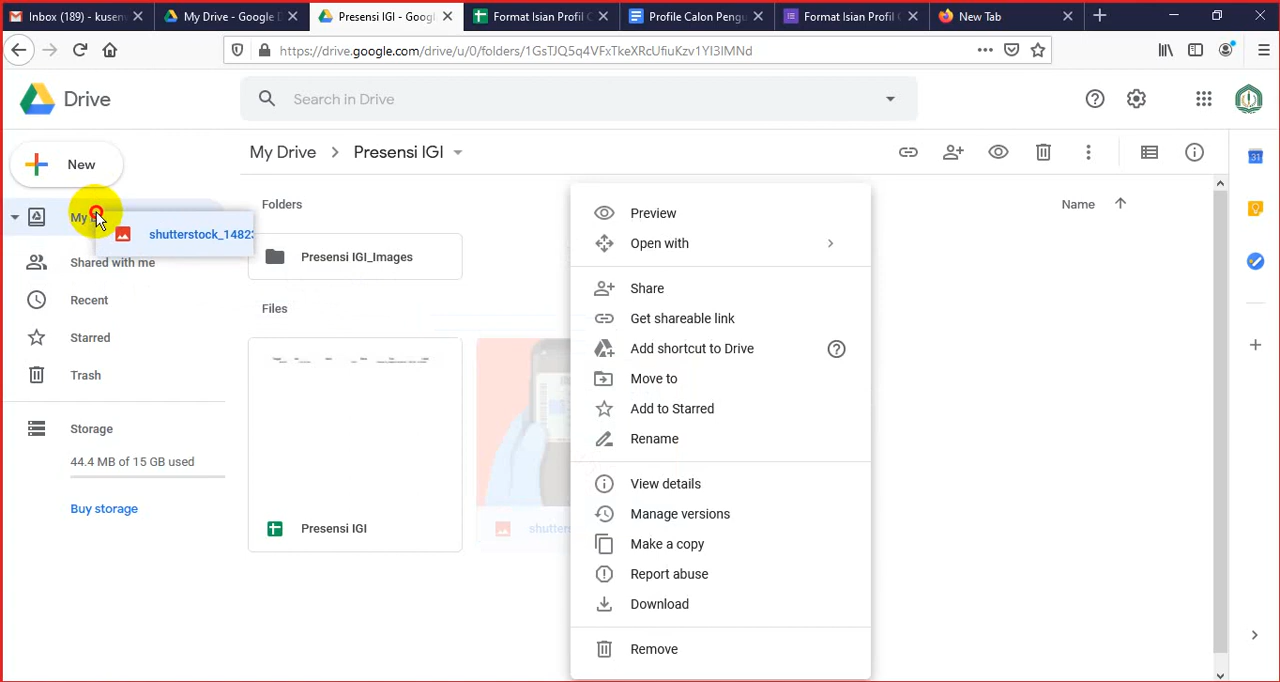 Inbox (189) - kusen
My Drive - Google D
Presensi IGI - Goog
Format Isian Profil C
Profile Calon Pengu
Format Isian Profil C
New Tab
https://drive.google.com/drive/u/0/folders/1GsTJQ5q4VFxTkeXRcUfiuKzv1YI3IMNd
Drive
Search in Drive
New
My Drive > Presensi IGI
My
shutterstock_1482
Shared with me
Recent
Starred
Trash
Storage
44.4 MB of 15 GB used
Buy storage
Folders
Name
Presensi IGI_Images
Files
Presensi IGI
shutters
Preview
Open with
Share
Get shareable link
Add shortcut to Drive
Move to
Add to Starred
Rename
View details
Manage versions
Make a copy
Report abuse
Download
Remove
31